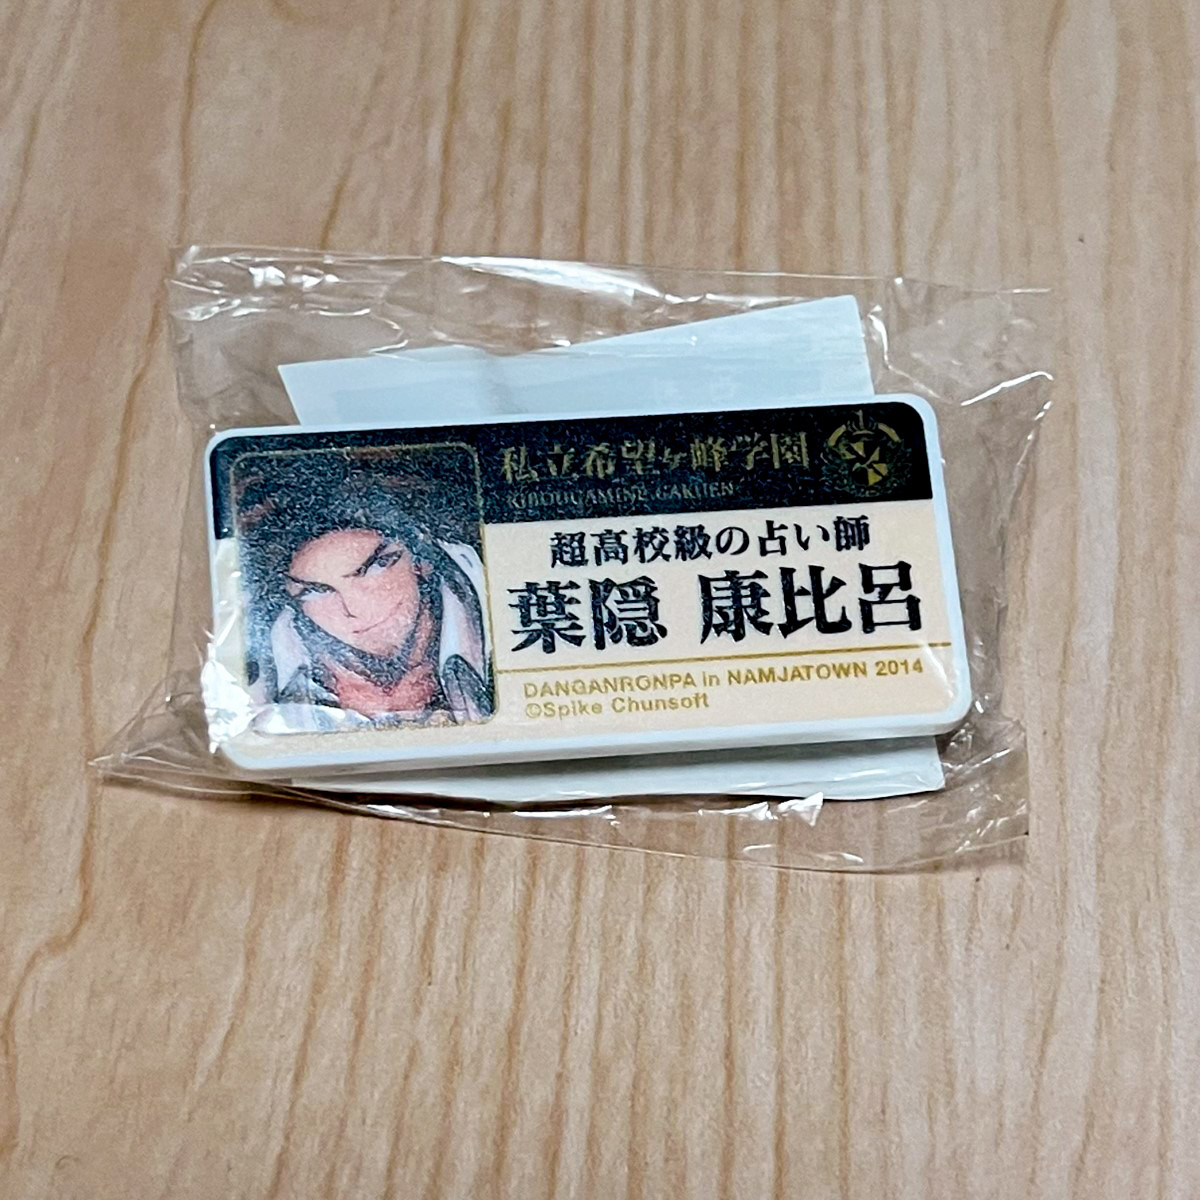 私立希望ヶ峰学園
KIBOUGAMINE GAKUEN
超高校級の占い師
葉隠 康比呂
DANGANRONPA in NAMJATOWN 2014
©Spike Chunsoft